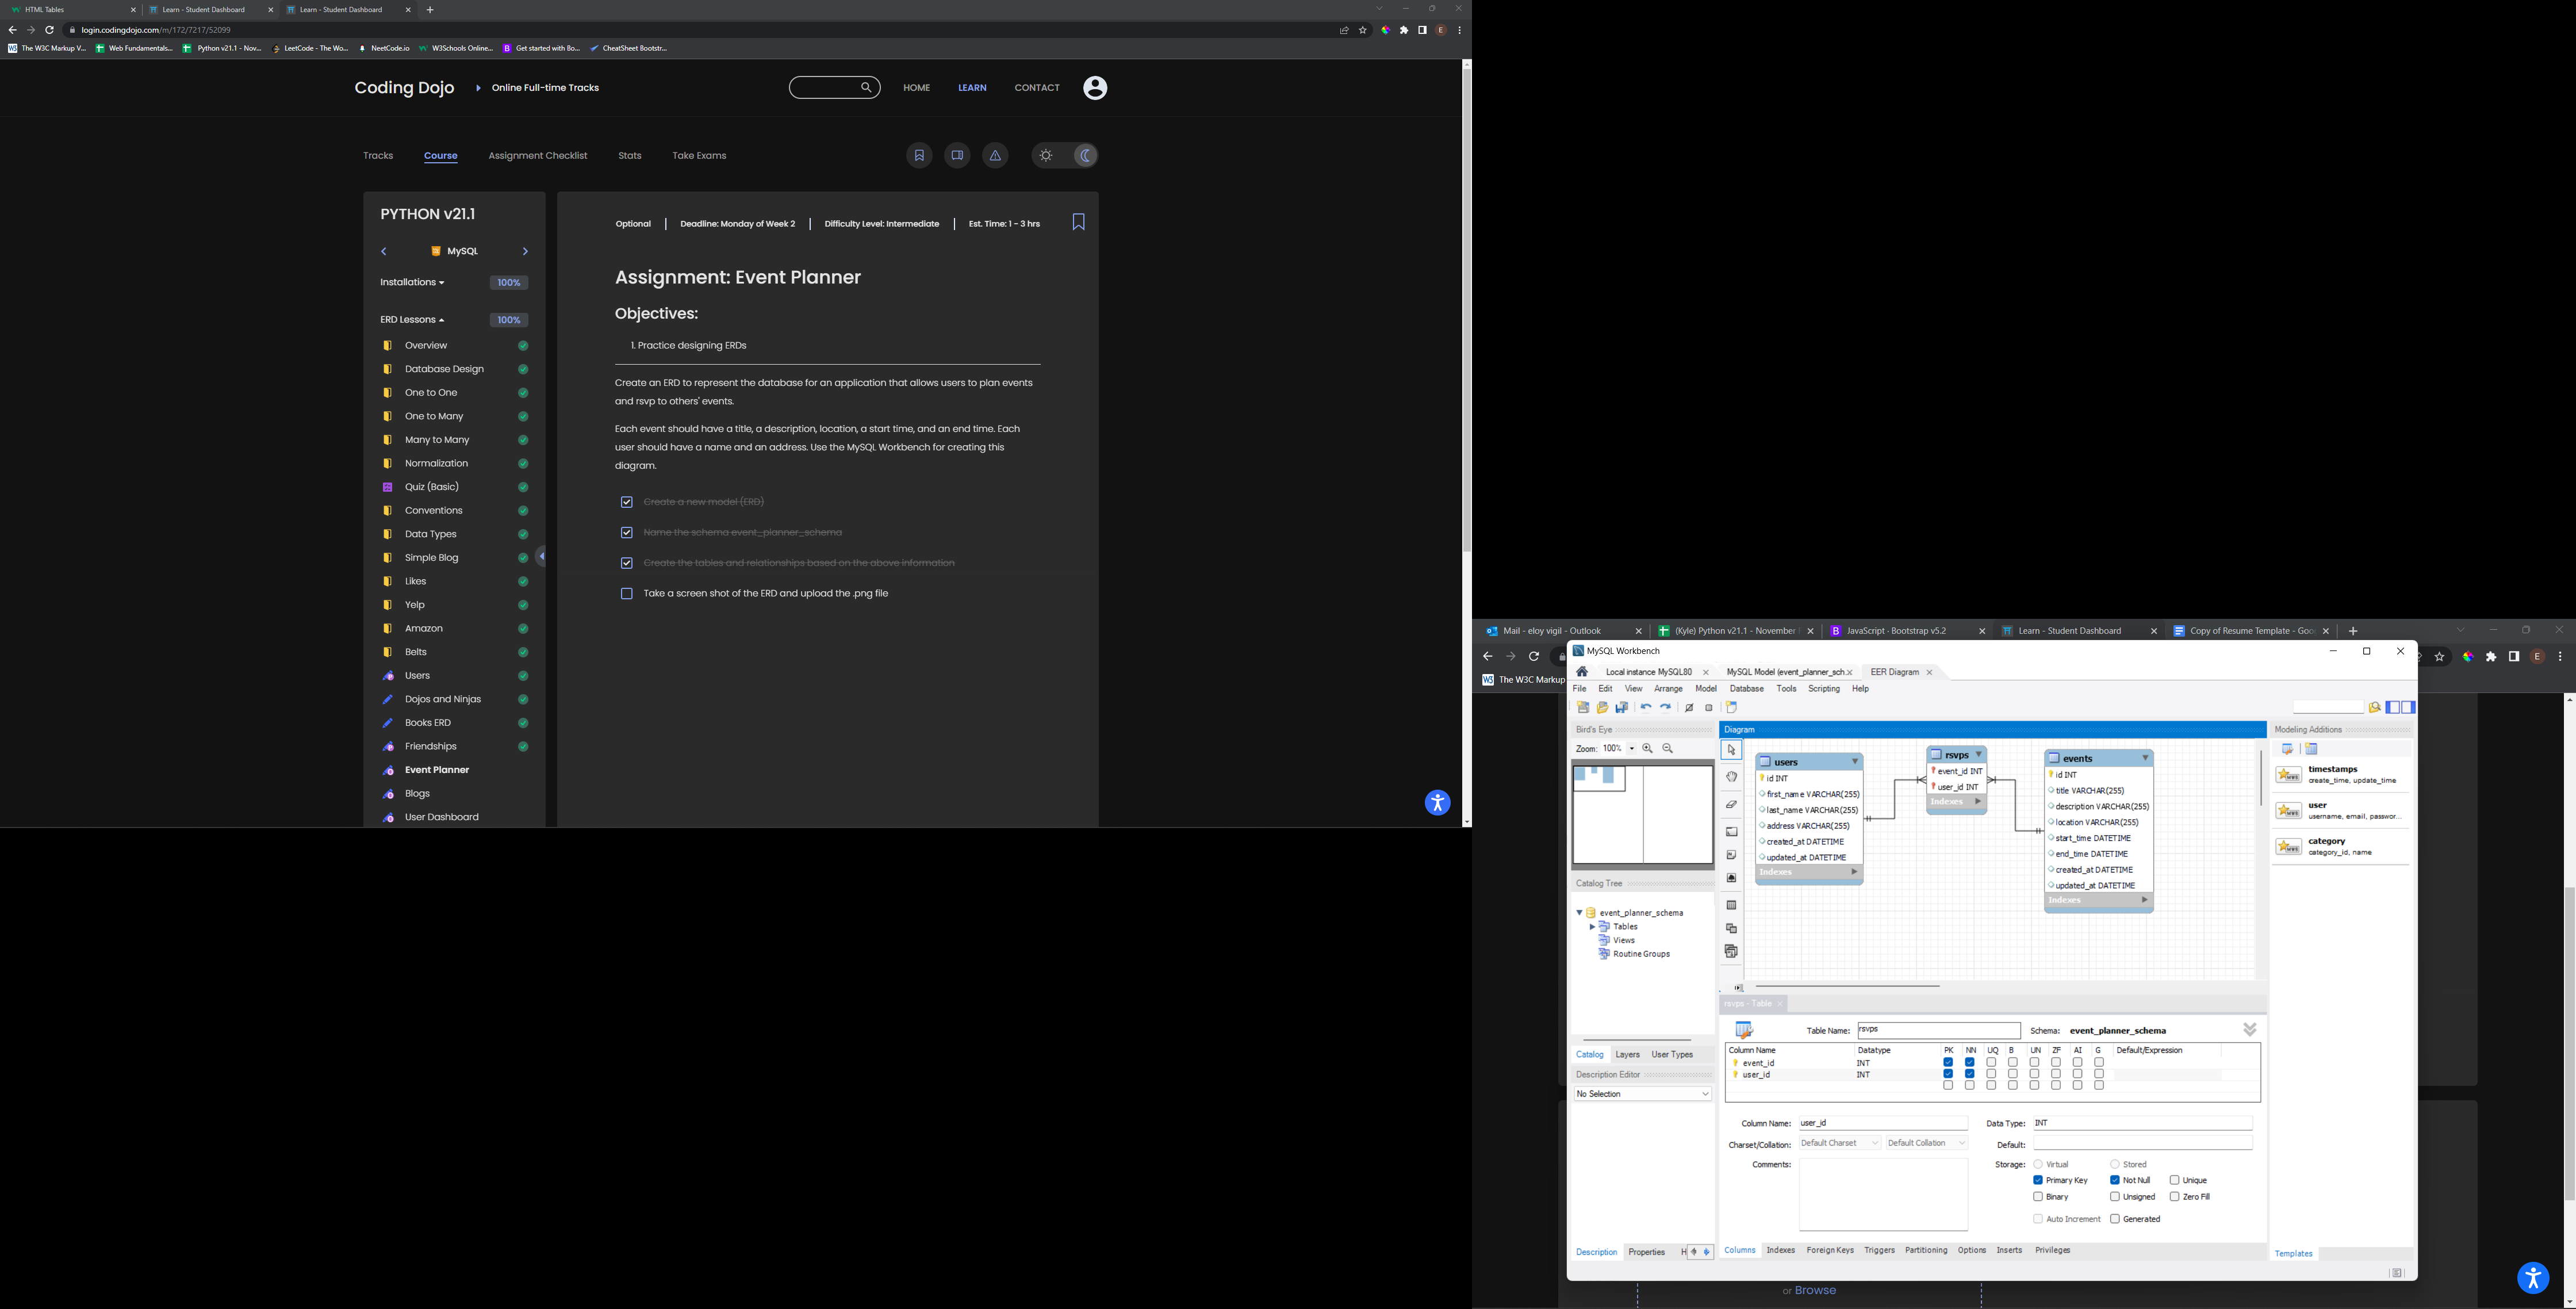 HTML Tables
Learn - Student Dashboard
Learn - Student Dashboard
login.codingdojo.com/m/172/7217/52099
The W3C Markup V...
Web Fundamentals...
Python v21.1 - Nov...
LeetCode - The Wo...
NeetCode.io
W3Schools Online...
Get started with Bo...
CheatSheet Bootstr...
Coding Dojo
Online Full-time Tracks
HOME
LEARN
CONTACT
Tracks
Course
Assignment Checklist
Stats
Take Exams
PYTHON v21.1
MySQL
Installations
100%
ERD Lessons
100%
Overview
Database Design
One to One
One to Many
Many to Many
Normalization
Quiz (Basic)
Conventions
Data Types
Simple Blog
Likes
Yelp
Amazon
Belts
Users
Dojos and Ninjas
Books ERD
Friendships
Event Planner
Blogs
User Dashboard
Optional
Deadline: Monday of Week 2
Difficulty Level: Intermediate
Est. Time: 1 - 3 hrs
Assignment: Event Planner
Objectives:
1. Practice designing ERDs
Create an ERD to represent the database for an application that allows users to plan events
and rsvp to others' events.
Each event should have a title, a description, location, a start time, and an end time. Each
user should have a name and an address. Use the MySQL Workbench for creating this
diagram.
Create a new model (ERD)
Name the schema event_planner_schema
Create the tables and relationships based on the above information
Take a screen shot of the ERD and upload the .png file
Mail - eloy vigil - Outlook
(Kyle) Python v21.1 - November
JavaScript · Bootstrap v5.2
Learn - Student Dashboard
Copy of Resume Template - Goo
The W3C Markup
MySQL Workbench
Local instance MySQL80
MySQL Model (event_planner_sch...
EER Diagram
File
Edit
View
Arrange
Model
Database
Tools
Scripting
Help
Bird's Eye
Zoom: 100%
Catalog Tree
event_planner_schema
Tables
Views
Routine Groups
Catalog
Layers
User Types
Description Editor
No Selection
Description
Properties
H
Diagram
users
id INT
first_name VARCHAR(255)
last_name VARCHAR(255)
address VARCHAR(255)
created_at DATETIME
updated_at DATETIME
Indexes
rsvps
event_id INT
user_id INT
Indexes
events
id INT
title VARCHAR(255)
description VARCHAR(255)
location VARCHAR(255)
start_time DATETIME
end_time DATETIME
created_at DATETIME
updated_at DATETIME
Indexes
Modeling Additions
timestamps
create_time, update_time
user
username, email, passwor...
category
category_id, name
Templates
rsvps - Table
Table Name: rsvps
Schema: event_planner_schema
Column Name Datatype PK NN UQ B UN ZF AI G Default/Expression
event_id INT
user_id INT
Column Name: user_id
Data Type: INT
Charset/Collation: Default Charset Default Collation
Default:
Comments:
Storage: Virtual Stored
Primary Key Not Null Unique
Binary Unsigned Zero Fill
Auto Increment Generated
Columns
Indexes
Foreign Keys
Triggers
Partitioning
Options
Inserts
Privileges
or Browse